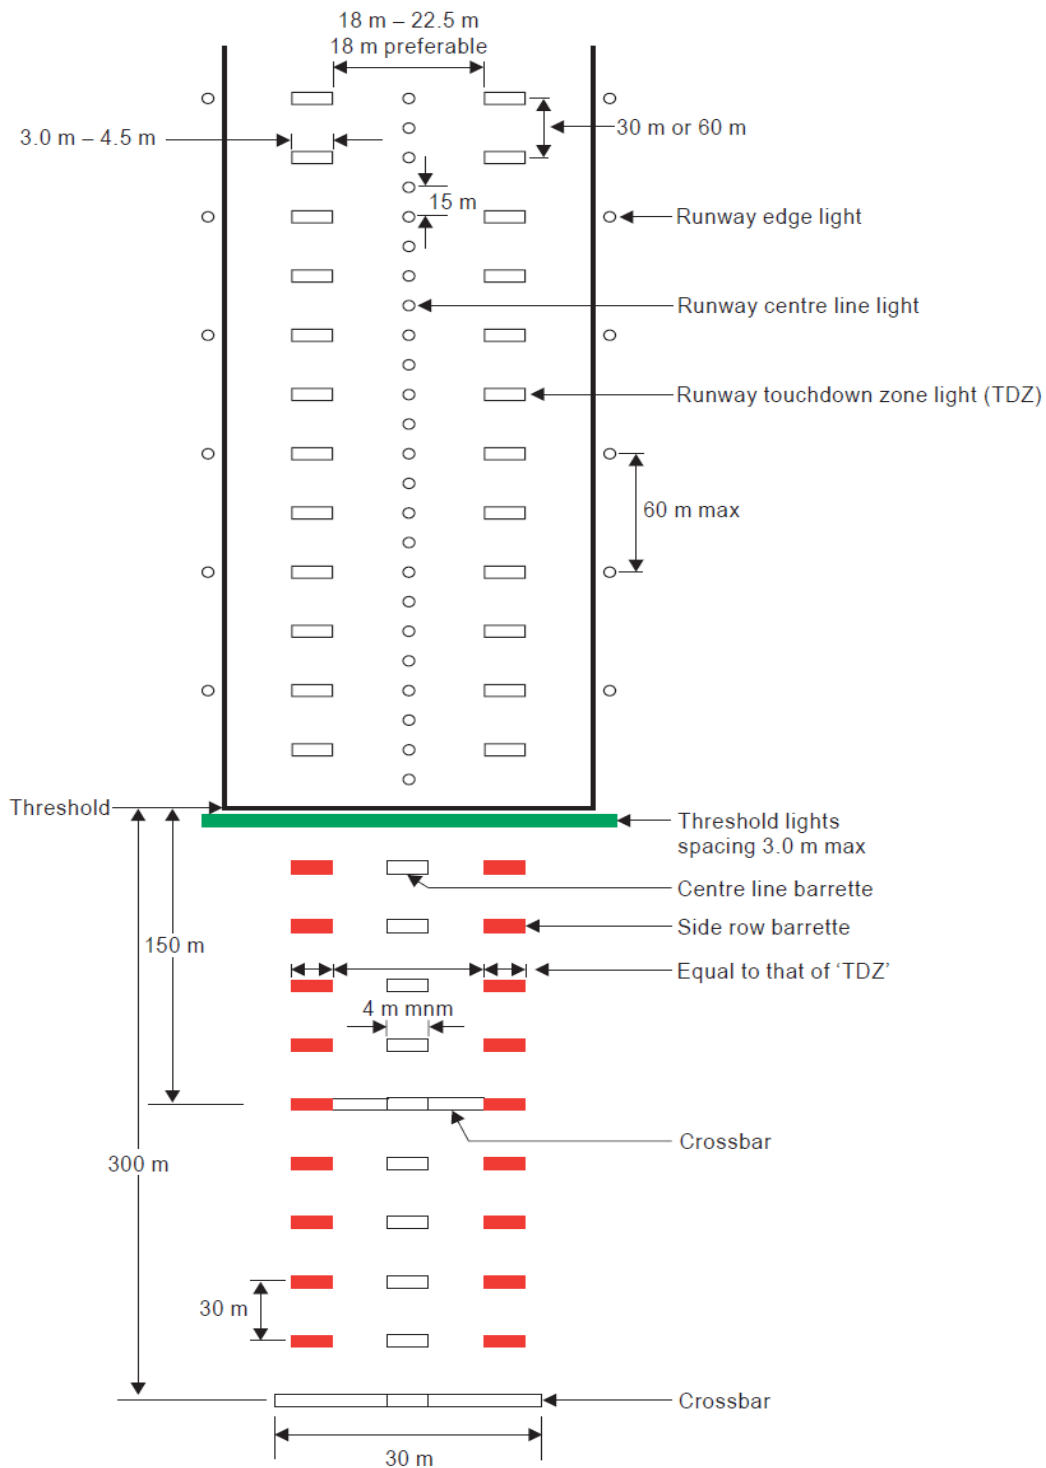 18 m – 22.5 m
18 m preferable
3.0 m – 4.5 m
30 m or 60 m
15 m
Runway edge light
Runway centre line light
Runway touchdown zone light (TDZ)
60 m max
Threshold
Threshold lights
spacing 3.0 m max
Centre line barrette
Side row barrette
150 m
Equal to that of ‘TDZ’
4 m mnm
Crossbar
300 m
30 m
Crossbar
30 m